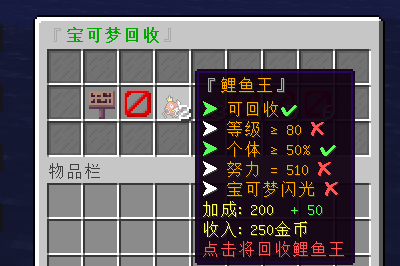 『宝可梦回收』
2
『鲤鱼王』
➤ 可回收✔
➤ 等级 ≥ 80 ✘
➤ 个体 ≥ 50% ✔
➤ 努力 = 510 ✘
➤ 宝可梦闪光 ✘
加成: 200 + 50
收入: 250金币
点击将回收鲤鱼王
物品栏